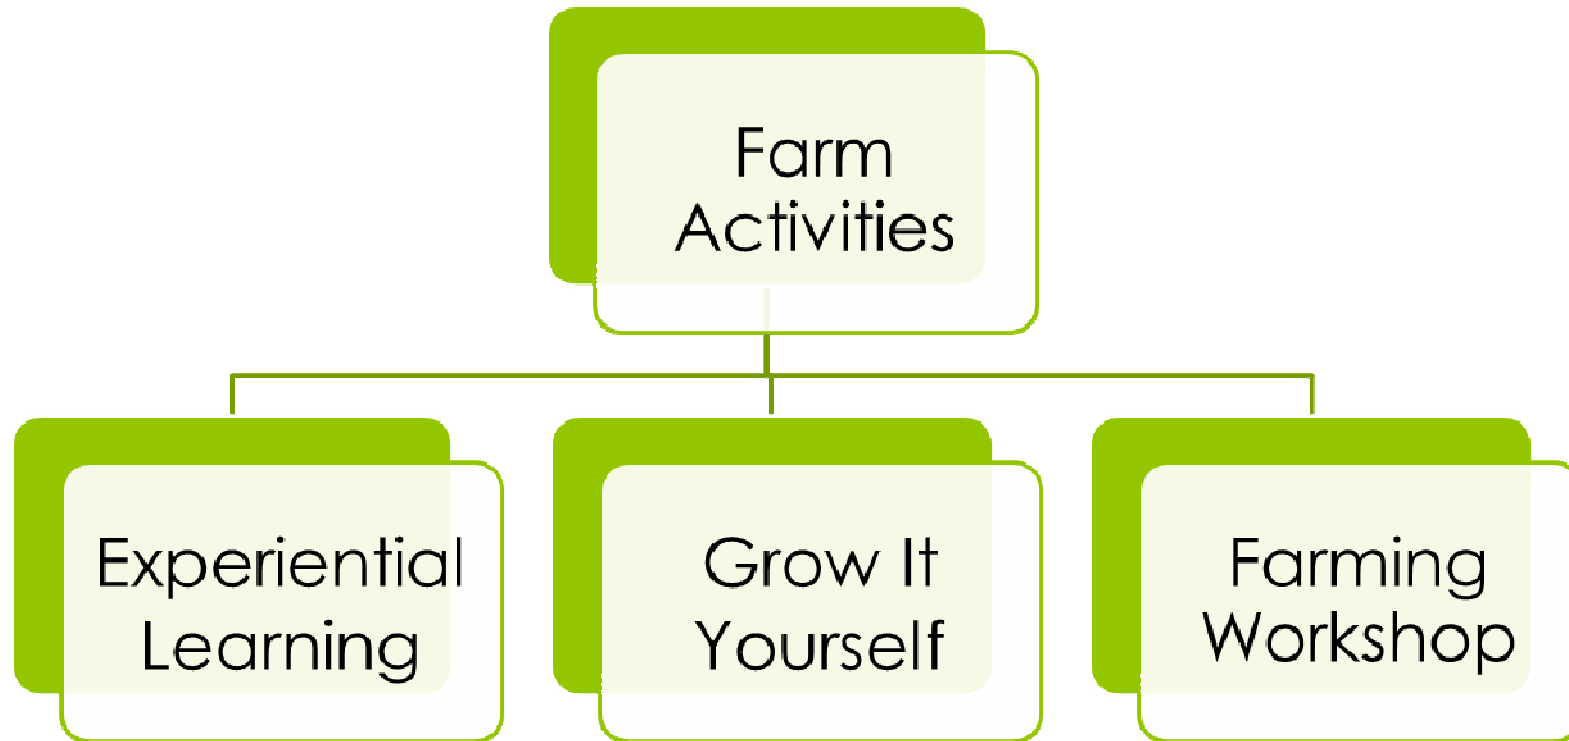 Farm
Activities
Experiential
Learning
Grow It
Yourself
Farming
Workshop